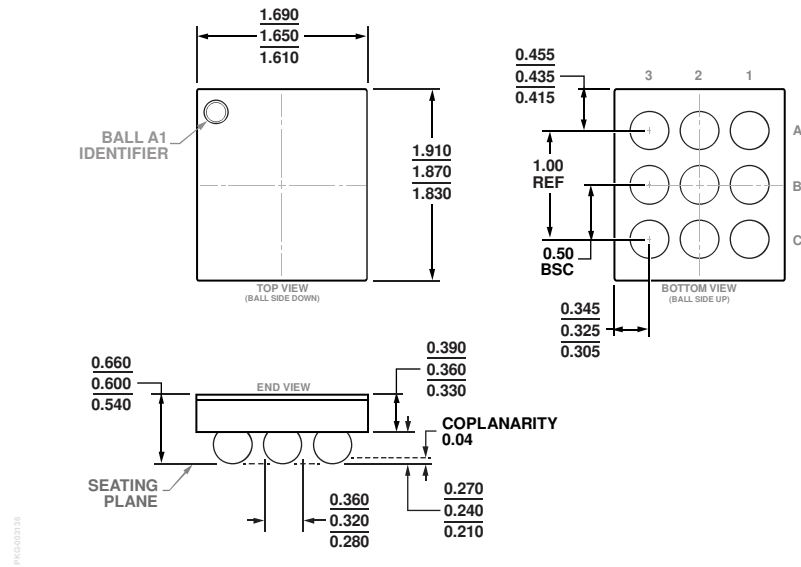 1.690
1.650
1.610
BALL A1
IDENTIFIER
1.910
1.870
1.830
TOP VIEW
(BALL SIDE DOWN)
0.455
0.435
0.415
3 2 1
A
B
C
1.00
REF
0.50
BSC
BOTTOM VIEW
(BALL SIDE UP)
0.345
0.325
0.305
0.660
0.600
0.540
END VIEW
0.390
0.360
0.330
COPLANARITY
0.04
SEATING
PLANE
0.360
0.320
0.280
0.270
0.240
0.210
PKG-003136